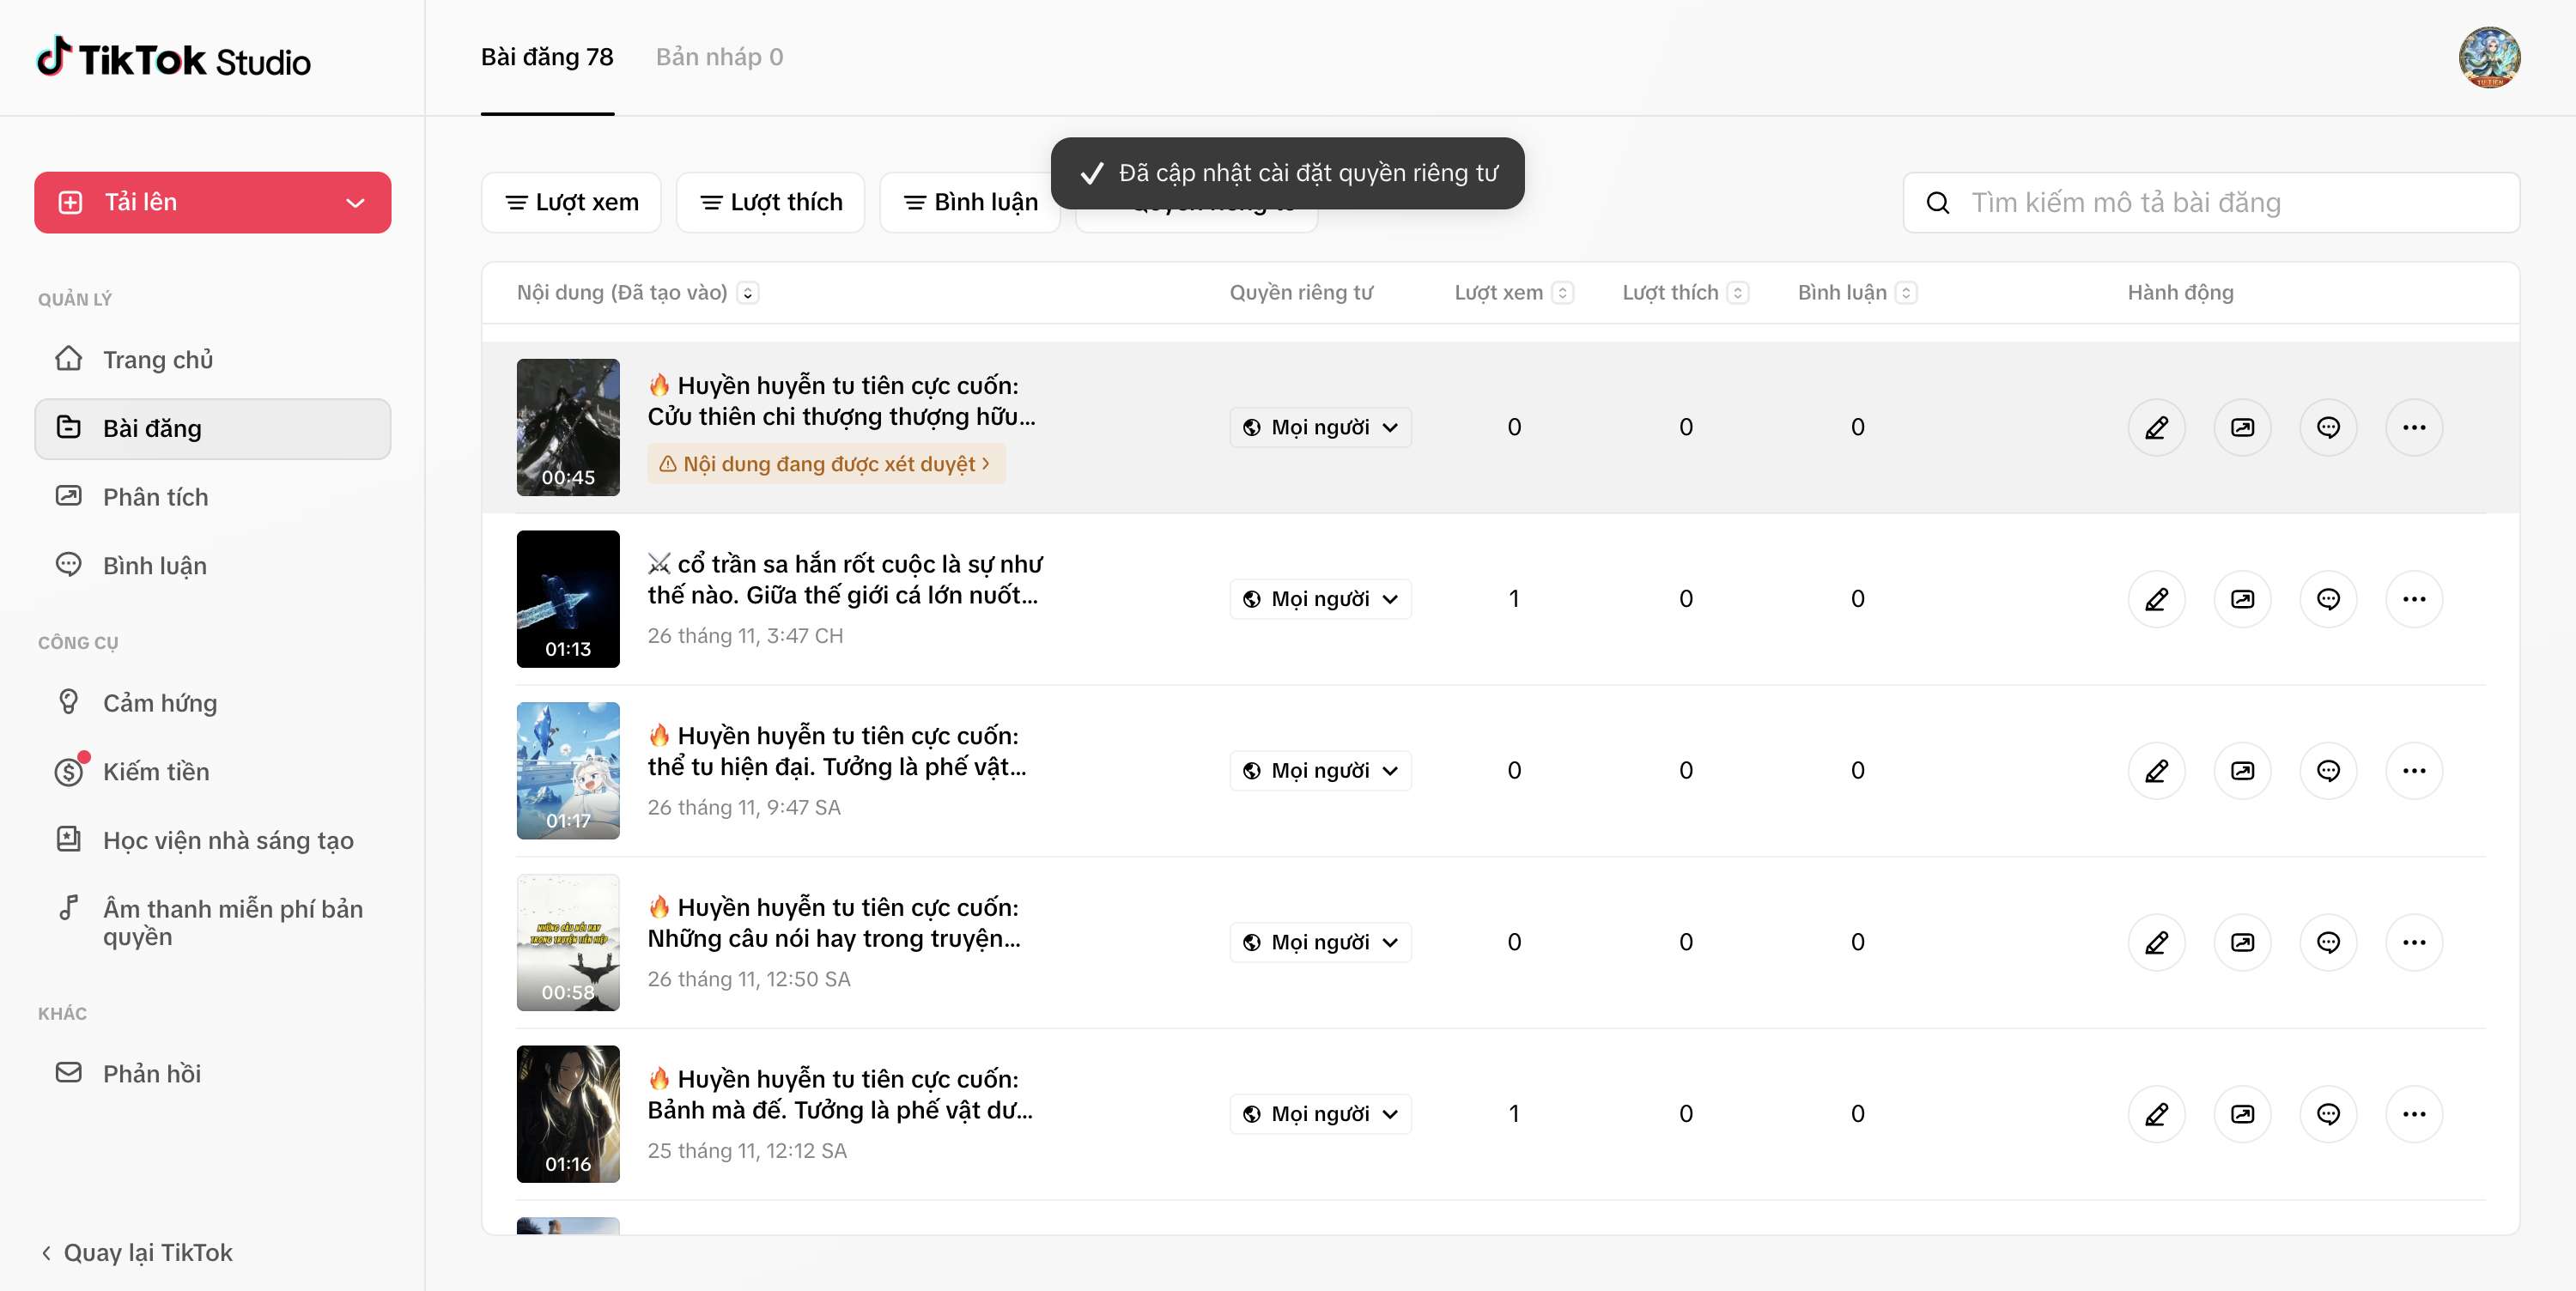 TikTok Studio
Bài đăng 78
Bản nháp 0
Đã cập nhật cài đặt quyền riêng tư
Tải lên
Lượt xem
Lượt thích
Bình luận
Tìm kiếm mô tả bài đăng
QUẢN LÝ
Trang chủ
Bài đăng
Phân tích
Bình luận
CÔNG CỤ
Cảm hứng
Kiếm tiền
Học viện nhà sáng tạo
Âm thanh miễn phí bản
quyền
KHÁC
Phản hồi
Quay lại TikTok
Nội dung (Đã tạo vào)
Quyền riêng tư
Lượt xem
Lượt thích
Bình luận
Hành động
00:45
🔥 Huyền huyễn tu tiên cực cuốn:
Cửu thiên chi thượng thượng hữu...
Nội dung đang được xét duyệt
Mọi người
0
0
0
01:13
⚔ cổ trần sa hắn rốt cuộc là sự như
thế nào. Giữa thế giới cá lớn nuốt...
26 tháng 11, 3:47 CH
Mọi người
1
0
0
01:17
🔥 Huyền huyễn tu tiên cực cuốn:
thể tu hiện đại. Tưởng là phế vật...
26 tháng 11, 9:47 SA
Mọi người
0
0
0
NHỮNG CÂU NÓI HAY
TRONG TRUYỆN TIÊN HIỆP
00:58
🔥 Huyền huyễn tu tiên cực cuốn:
Những câu nói hay trong truyện...
26 tháng 11, 12:50 SA
Mọi người
0
0
0
01:16
🔥 Huyền huyễn tu tiên cực cuốn:
Bảnh mà đế. Tưởng là phế vật dư...
25 tháng 11, 12:12 SA
Mọi người
1
0
0